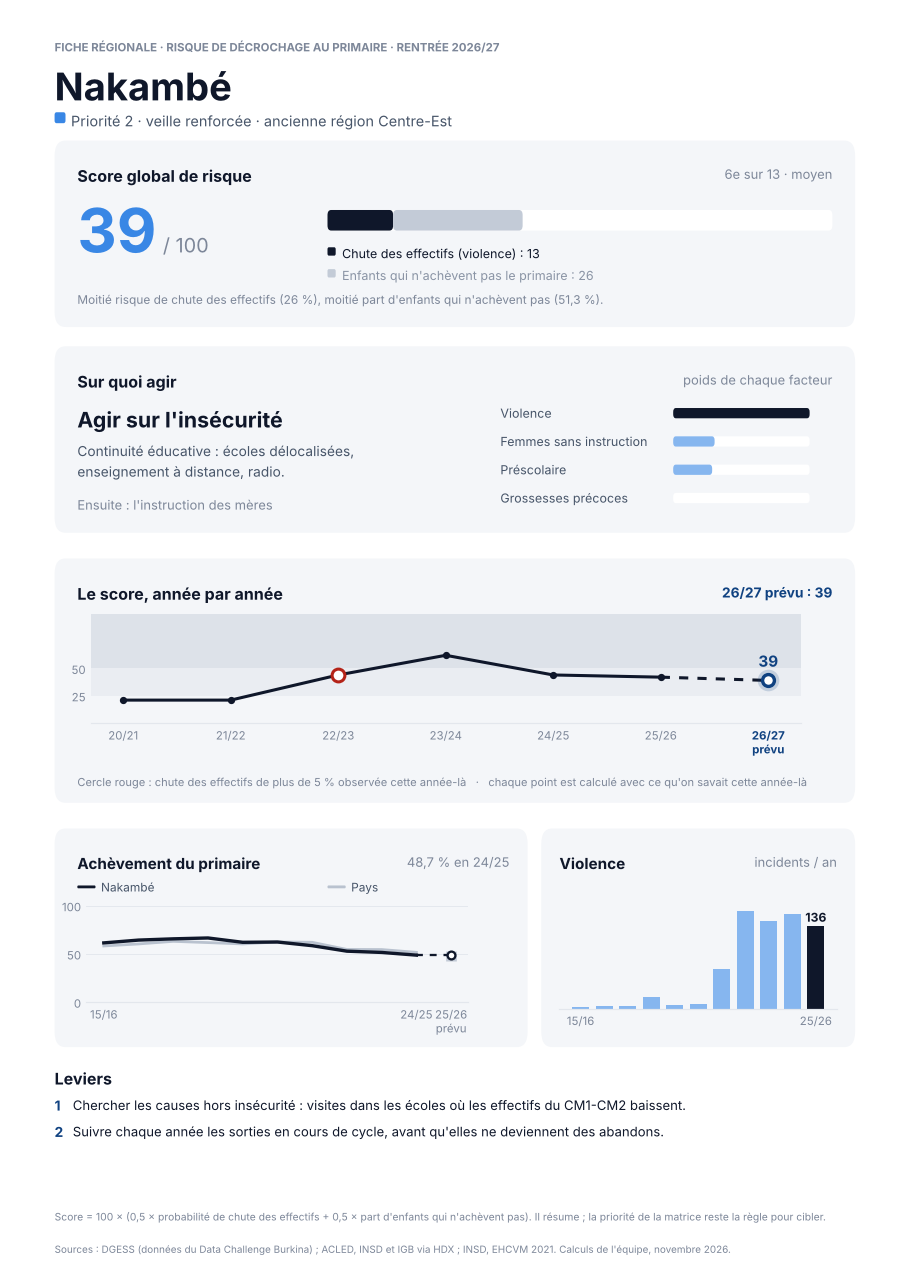 FICHE RÉGIONALE · RISQUE DE DÉCROCHAGE AU PRIMAIRE · RENTRÉE 2026/27
Nakambé
Priorité 2 · veille renforcée · ancienne région Centre-Est
Score global de risque
6e sur 13 · moyen
39 / 100
Chute des effectifs (violence) : 13
Enfants qui n'achèvent pas le primaire : 26
Moitié risque de chute des effectifs (26 %), moitié part d'enfants qui n'achèvent pas (51,3 %).
Sur quoi agir
poids de chaque facteur
Agir sur l'insécurité
Continuité éducative : écoles délocalisées,
enseignement à distance, radio.
Ensuite : l'instruction des mères
Violence
Femmes sans instruction
Préscolaire
Grossesses précoces
Le score, année par année
26/27 prévu : 39
50
25
39
20/21
21/22
22/23
23/24
24/25
25/26
26/27
prévu
Cercle rouge : chute des effectifs de plus de 5 % observée cette année-là · chaque point est calculé avec ce qu'on savait cette année-là
Achèvement du primaire
48,7 % en 24/25
Nakambé
Pays
100
50
0
15/16
24/25
25/26
prévu
Violence
incidents / an
136
15/16
25/26
Leviers
1 Chercher les causes hors insécurité : visites dans les écoles où les effectifs du CM1-CM2 baissent.
2 Suivre chaque année les sorties en cours de cycle, avant qu'elles ne deviennent des abandons.
Score = 100 × (0,5 × probabilité de chute des effectifs + 0,5 × part d'enfants qui n'achèvent pas). Il résume ; la priorité de la matrice reste la règle pour cibler.
Sources : DGESS (données du Data Challenge Burkina) ; ACLED, INSD et IGB via HDX ; INSD, EHCVM 2021. Calculs de l'équipe, novembre 2026.